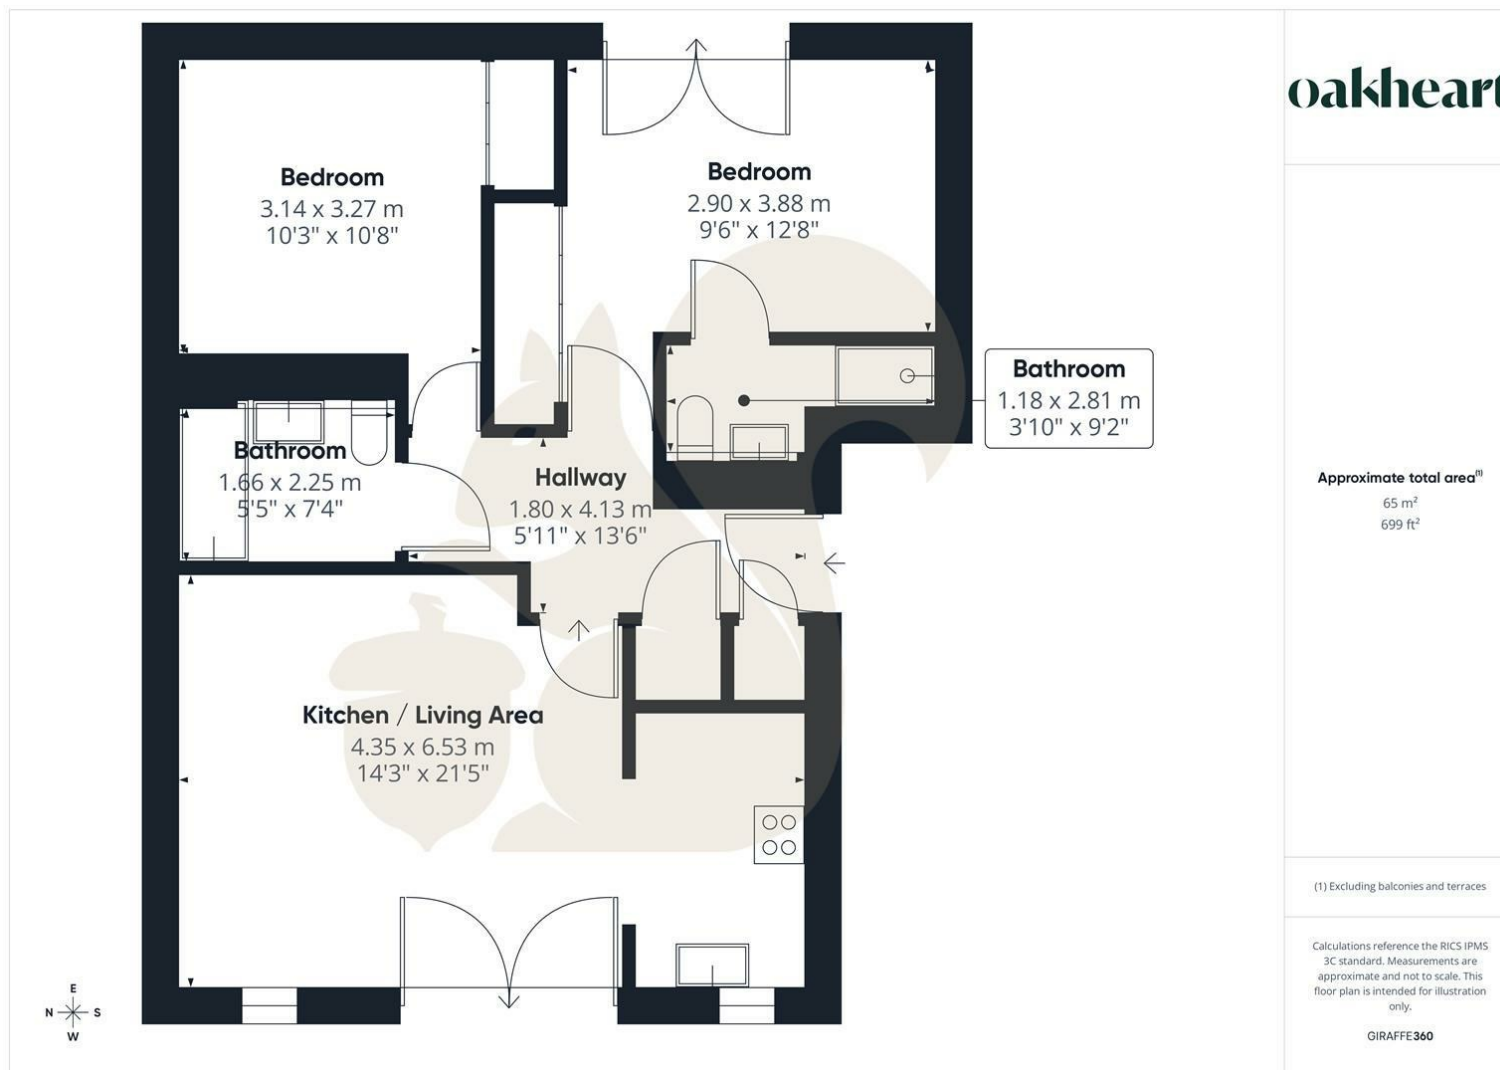 oakheart
Bedroom
3.14 x 3.27 m
10'3" x 10'8"
Bedroom
2.90 x 3.88 m
9'6" x 12'8"
Bathroom
1.18 x 2.81 m
3'10" x 9'2"
Bathroom
1.66 x 2.25 m
5'5" x 7'4"
Hallway
1.80 x 4.13 m
5'11" x 13'6"
Kitchen / Living Area
4.35 x 6.53 m
14'3" x 21'5"
Approximate total area(1)
65 m²
699 ft²
(1) Excluding balconies and terraces
Calculations reference the RICS IPMS
3C standard. Measurements are
approximate and not to scale. This
floor plan is intended for illustration
only.
GIRAFFE360
E
N S
W